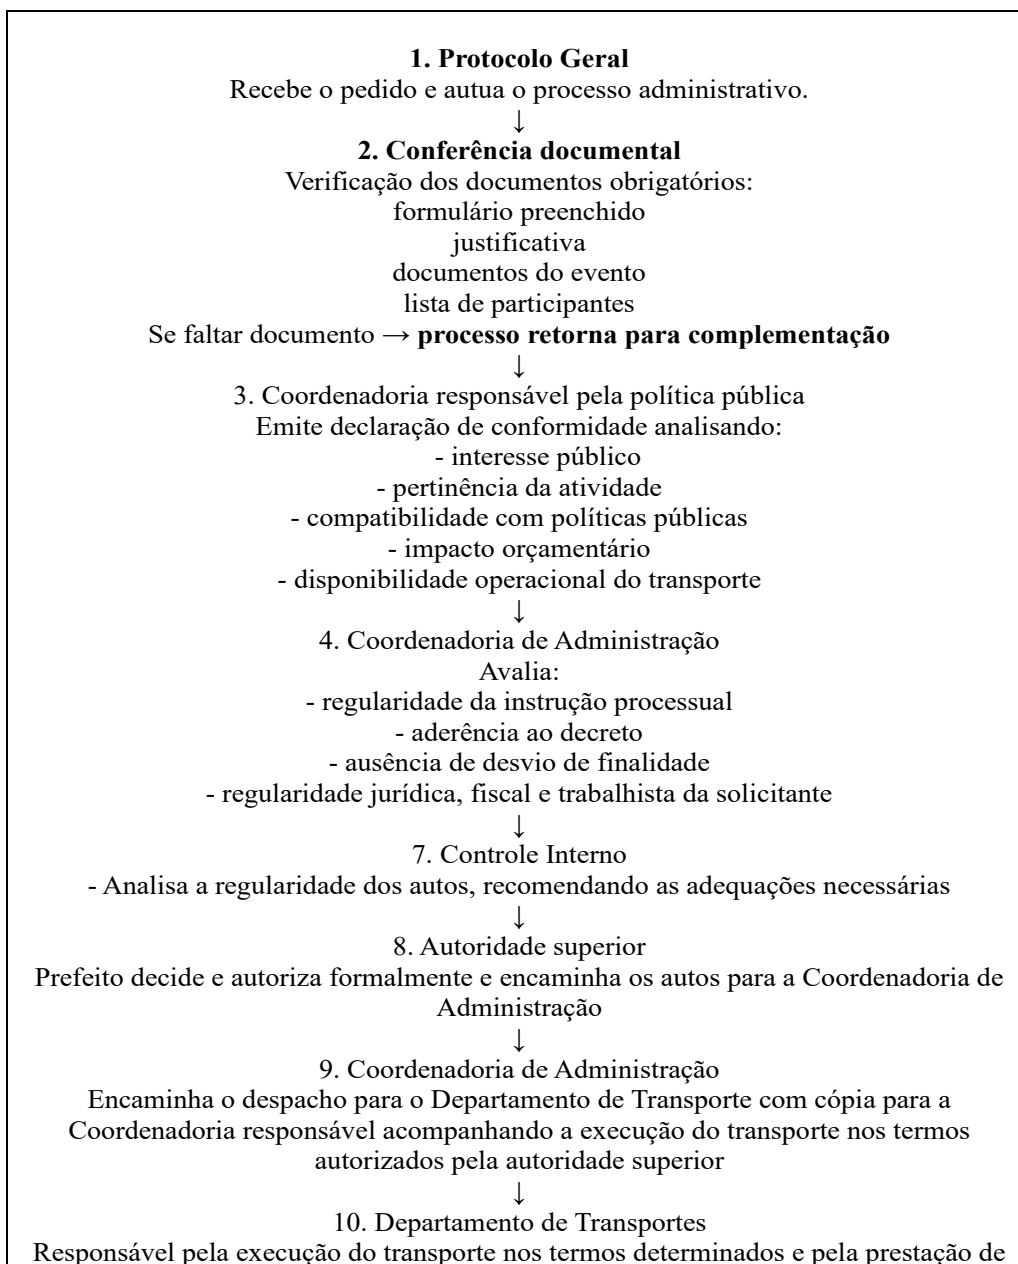 1. Protocolo Geral
Recebe o pedido e autua o processo administrativo.
↓
2. Conferência documental
Verificação dos documentos obrigatórios:
formulário preenchido
justificativa
documentos do evento
lista de participantes
Se faltar documento → processo retorna para complementação
↓
3. Coordenadoria responsável pela política pública
Emite declaração de conformidade analisando:
- interesse público
- pertinência da atividade
- compatibilidade com políticas públicas
- impacto orçamentário
- disponibilidade operacional do transporte
↓
4. Coordenadoria de Administração
Avalia:
- regularidade da instrução processual
- aderência ao decreto
- ausência de desvio de finalidade
- regularidade jurídica, fiscal e trabalhista da solicitante
↓
7. Controle Interno
- Analisa a regularidade dos autos, recomendando as adequações necessárias
↓
8. Autoridade superior
Prefeito decide e autoriza formalmente e encaminha os autos para a Coordenadoria de
Administração
↓
9. Coordenadoria de Administração
Encaminha o despacho para o Departamento de Transporte com cópia para a
Coordenadoria responsável acompanhando a execução do transporte nos termos
autorizados pela autoridade superior
↓
10. Departamento de Transportes
Responsável pela execução do transporte nos termos determinados e pela prestação de